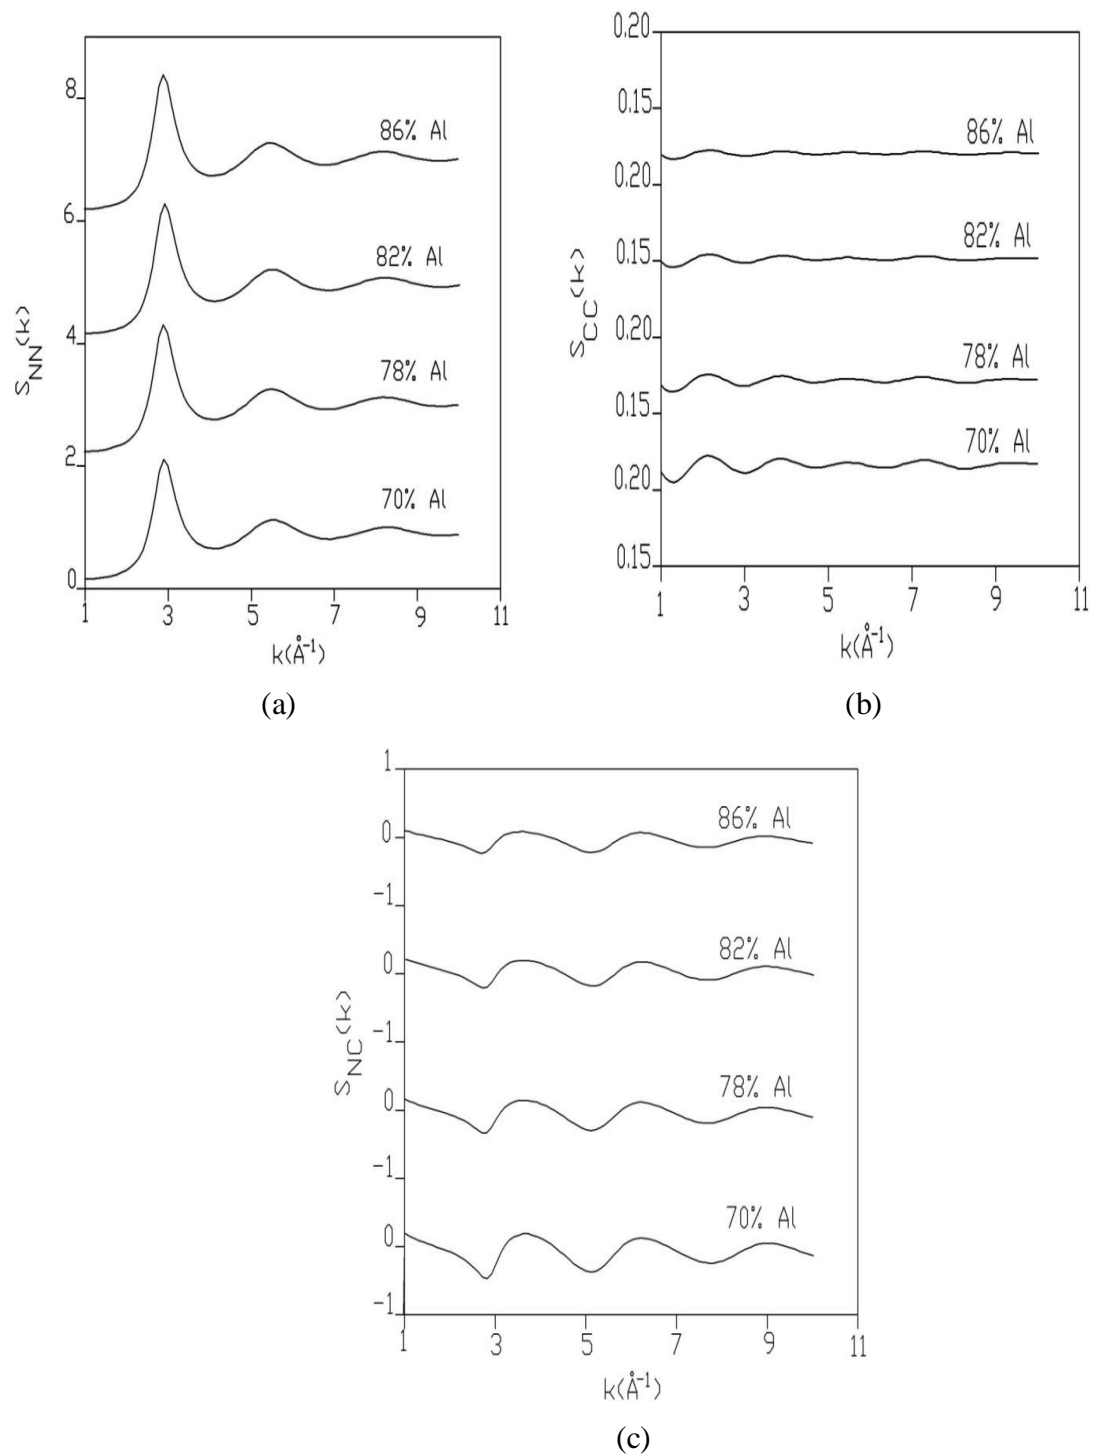 8
6
4
2
0
S_NN(k)
86% Al
82% Al
78% Al
70% Al
1 3 5 7 9 11
k(Å⁻¹)
(a)
0.20
0.15
0.20
0.15
0.20
0.15
0.20
0.15
S_CC(k)
86% Al
82% Al
78% Al
70% Al
1 3 5 7 9 11
k(Å⁻¹)
(b)
1
0
-1
0
-1
0
-1
0
-1
S_NC(k)
86% Al
82% Al
78% Al
70% Al
1 3 5 7 9 11
k(Å⁻¹)
(c)